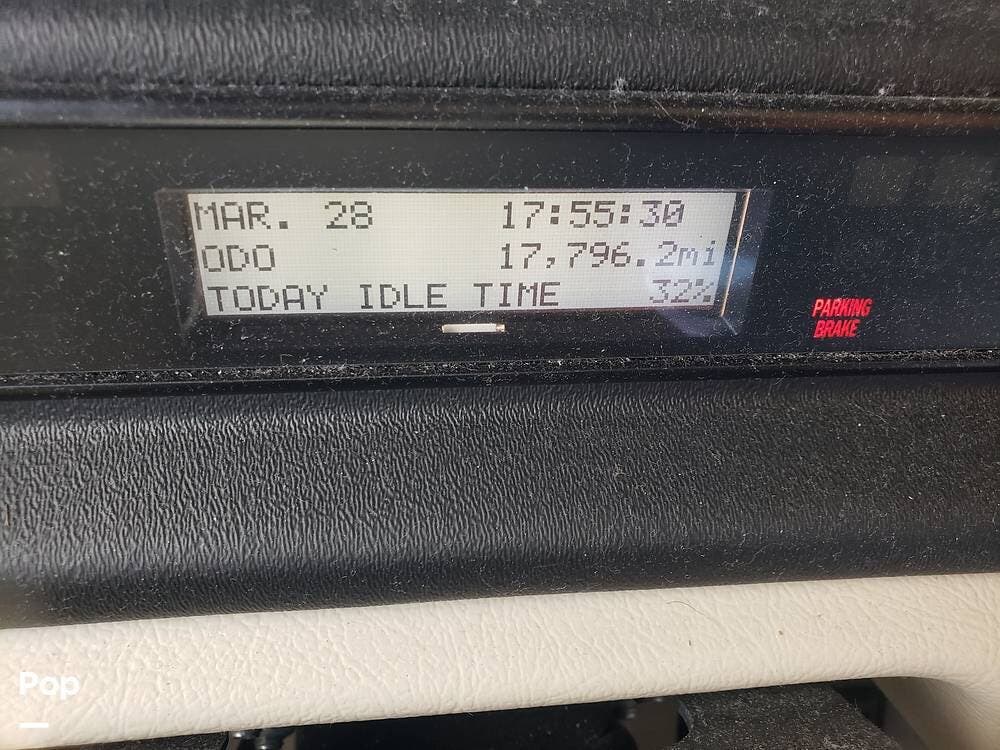 MAR. 28 17:55:30
ODO 17,796.2mi
TODAY IDLE TIME 32%
PARKING
BRAKE
Pop